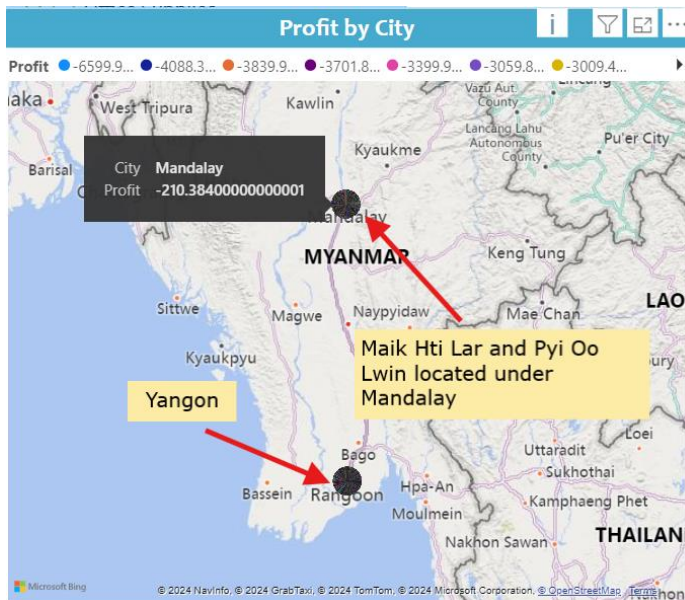 Profit by City
Profit -6599.9... -4088.3... -3839.9... -3701.8... -3399.9... -3059.8... -3009.4...
aka
West Tripura
Kawlin
Vazu Aut
County
Lincang
Lancang Lahu
Autonomous
County
Pu'er City
Kyaukme
Barisal
City Mandalay
Profit -210.38400000000001
Mandalay
MYANMAR
Keng Tung
LAO
Sittwe
Magwe
Naypyidaw
Mae Chan
Kyaukpyu
Maik Hti Lar and Pyi Oo
Lwin located under
Mandalay
ury
Yangon
Loei
Bago
Uttaradit
Sukhothai
Bassein
Rangoon
Hpa-An
Moulmein
Kamphaeng Phet
Nakhon Sawan
THAILAN
Microsoft Bing
© 2024 NavInfo, © 2024 GrabTaxi, © 2024 TomTom, © 2024 Microsoft Corporation, © OpenStreetMap Terms